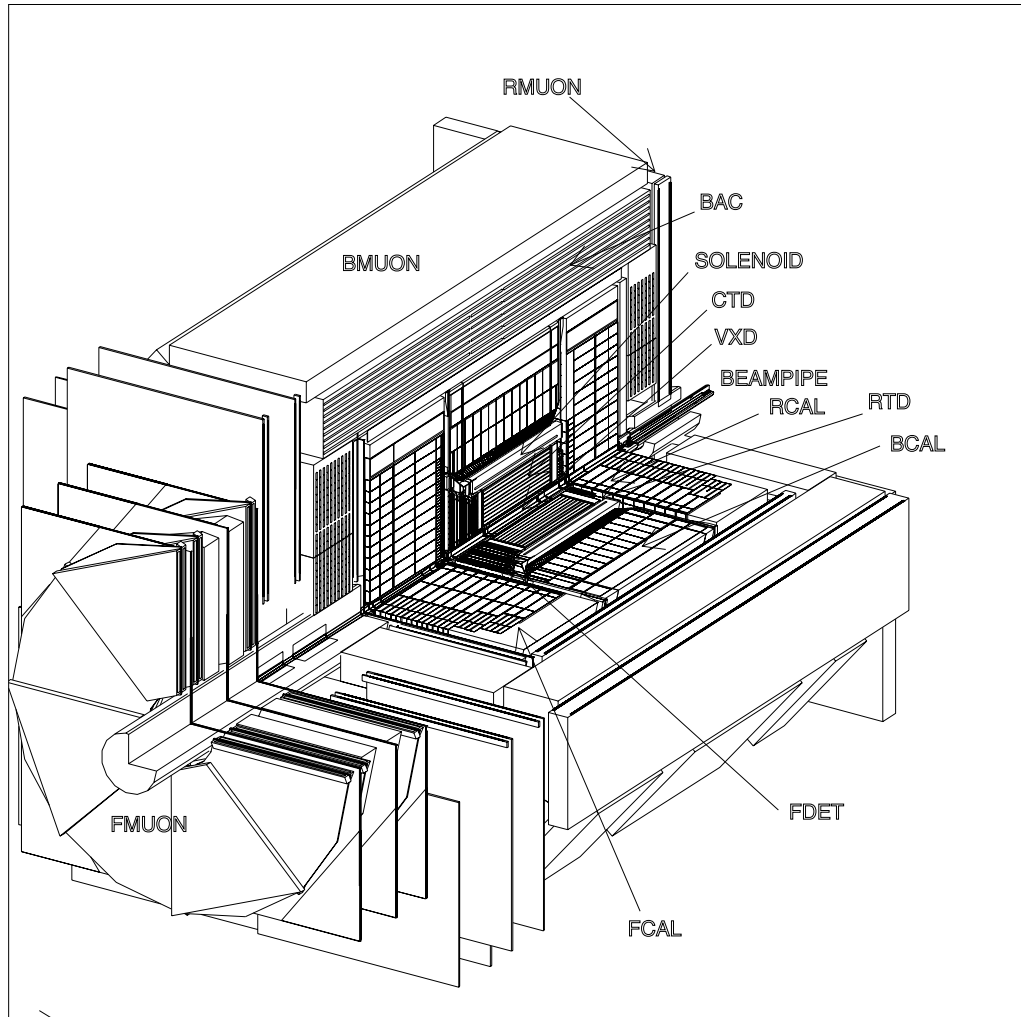 RMUON
BAC
BMUON
SOLENOID
CTD
VXD
BEAMPIPE
RCAL
RTD
BCAL
FDET
FMUON
FCAL